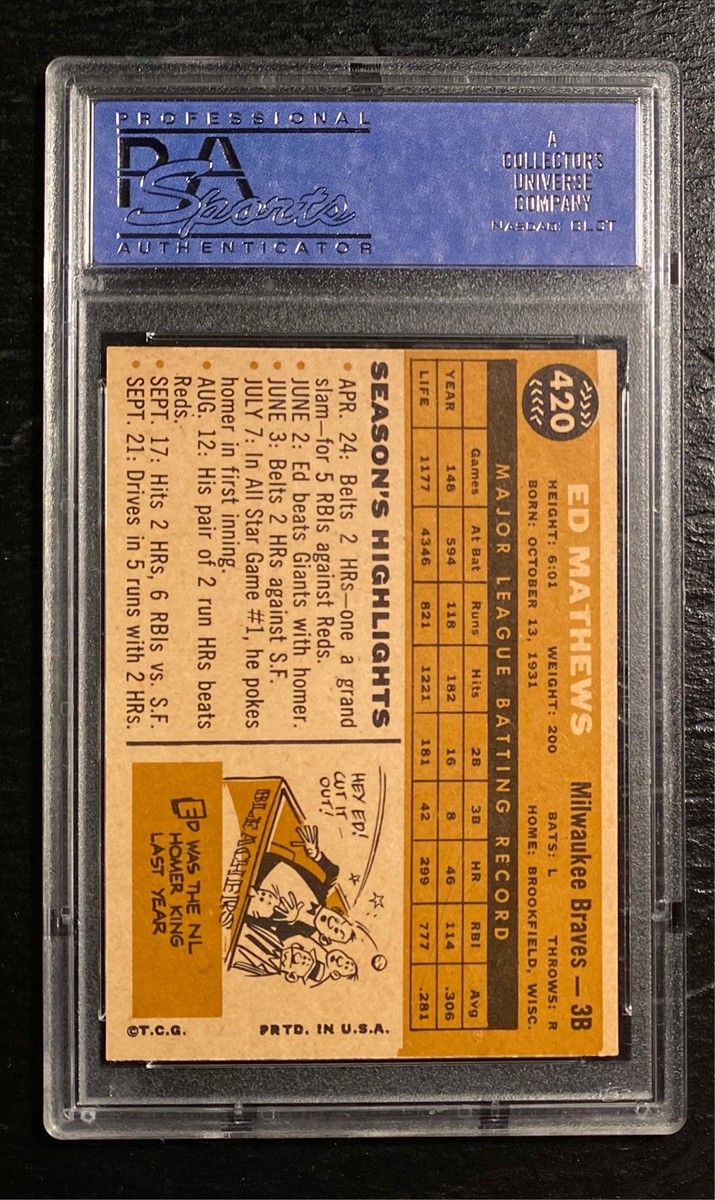 PROFESSIONAL
PSA
Sports
AUTHENTICATOR
A
COLLECTORS
UNIVERSE
COMPANY
NASDAQ: CLCT
420
ED MATHEWS
Milwaukee Braves — 3B
HEIGHT: 6:01 WEIGHT: 200 BATS: L THROWS: R
BORN: OCTOBER 13, 1931 HOME: BROOKFIELD, WISC.
MAJOR LEAGUE BATTING RECORD
Games At Bat Runs Hits 2B 3B HR RBI Avg
YEAR 148 594 118 182 16 8 46 114 .306
LIFE 1177 4346 821 1221 181 42 299 777 .281
SEASON'S HIGHLIGHTS
• APR. 24: Belts 2 HRs—one a grand
slam—for 5 RBIs against Reds.
• JUNE 2: Ed beats Giants with homer.
• JUNE 3: Belts 2 HRs against S.F.
• JULY 7: In All Star Game #1, he pokes
homer in first inning.
• AUG. 12: His pair of 2 run HRs beats
Reds.
• SEPT. 17: Hits 2 HRs, 6 RBIs vs. S.F.
• SEPT. 21: Drives in 5 runs with 2 HRs.
HEY ED!
CUT IT
OUT!
BLEACHERS
ED WAS THE NL
HOMER KING
LAST YEAR
©T.C.G. PRTD. IN U.S.A.